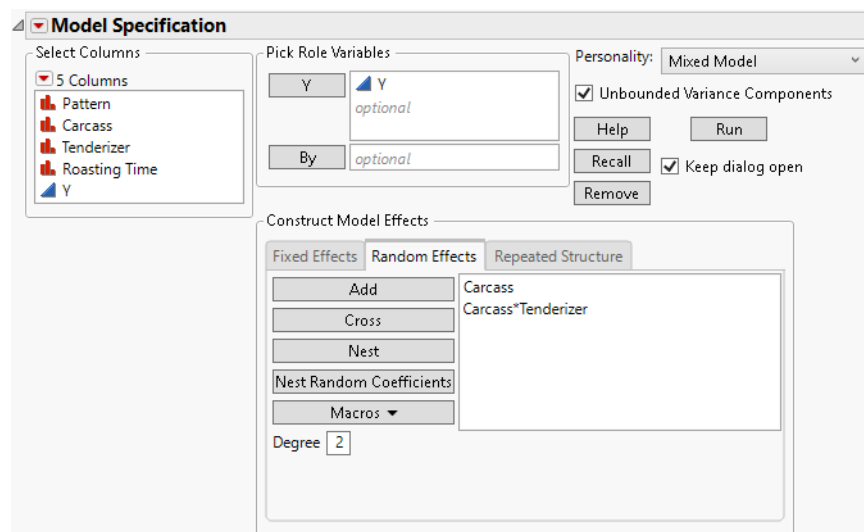 Model Specification
Select Columns
5 Columns
Pattern
Carcass
Tenderizer
Roasting Time
Y
Pick Role Variables
Y
Y
optional
By
optional
Personality:
Mixed Model
Unbounded Variance Components
Help
Run
Recall
Keep dialog open
Remove
Construct Model Effects
Fixed Effects
Random Effects
Repeated Structure
Add
Cross
Nest
Nest Random Coefficients
Macros
Degree
2
Carcass
Carcass*Tenderizer